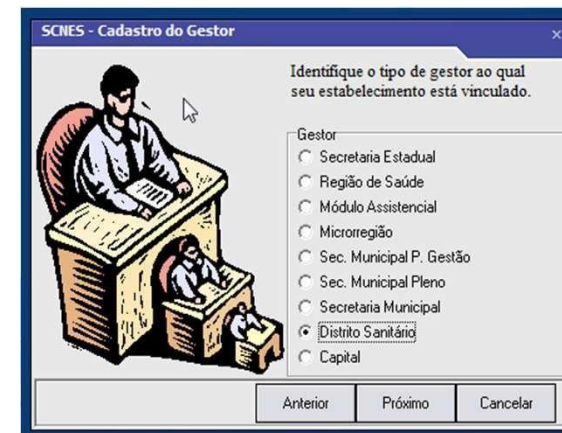 SCNES - Cadastro do Gestor
Identifique o tipo de gestor ao qual
seu estabelecimento está vinculado.
Gestor
Secretaria Estadual
Região de Saúde
Módulo Assistencial
Microrregião
Sec. Municipal P. Gestão
Sec. Municipal Pleno
Secretaria Municipal
Distrito Sanitário
Capital
Anterior
Próximo
Cancelar